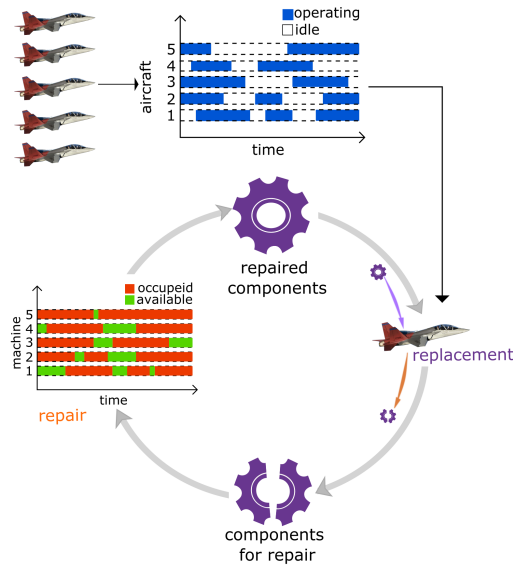 operating
idle
aircraft
5
4
3
2
1
time
repaired
components
occupeid
available
machine
5
4
3
2
1
time
repair
replacement
components
for repair